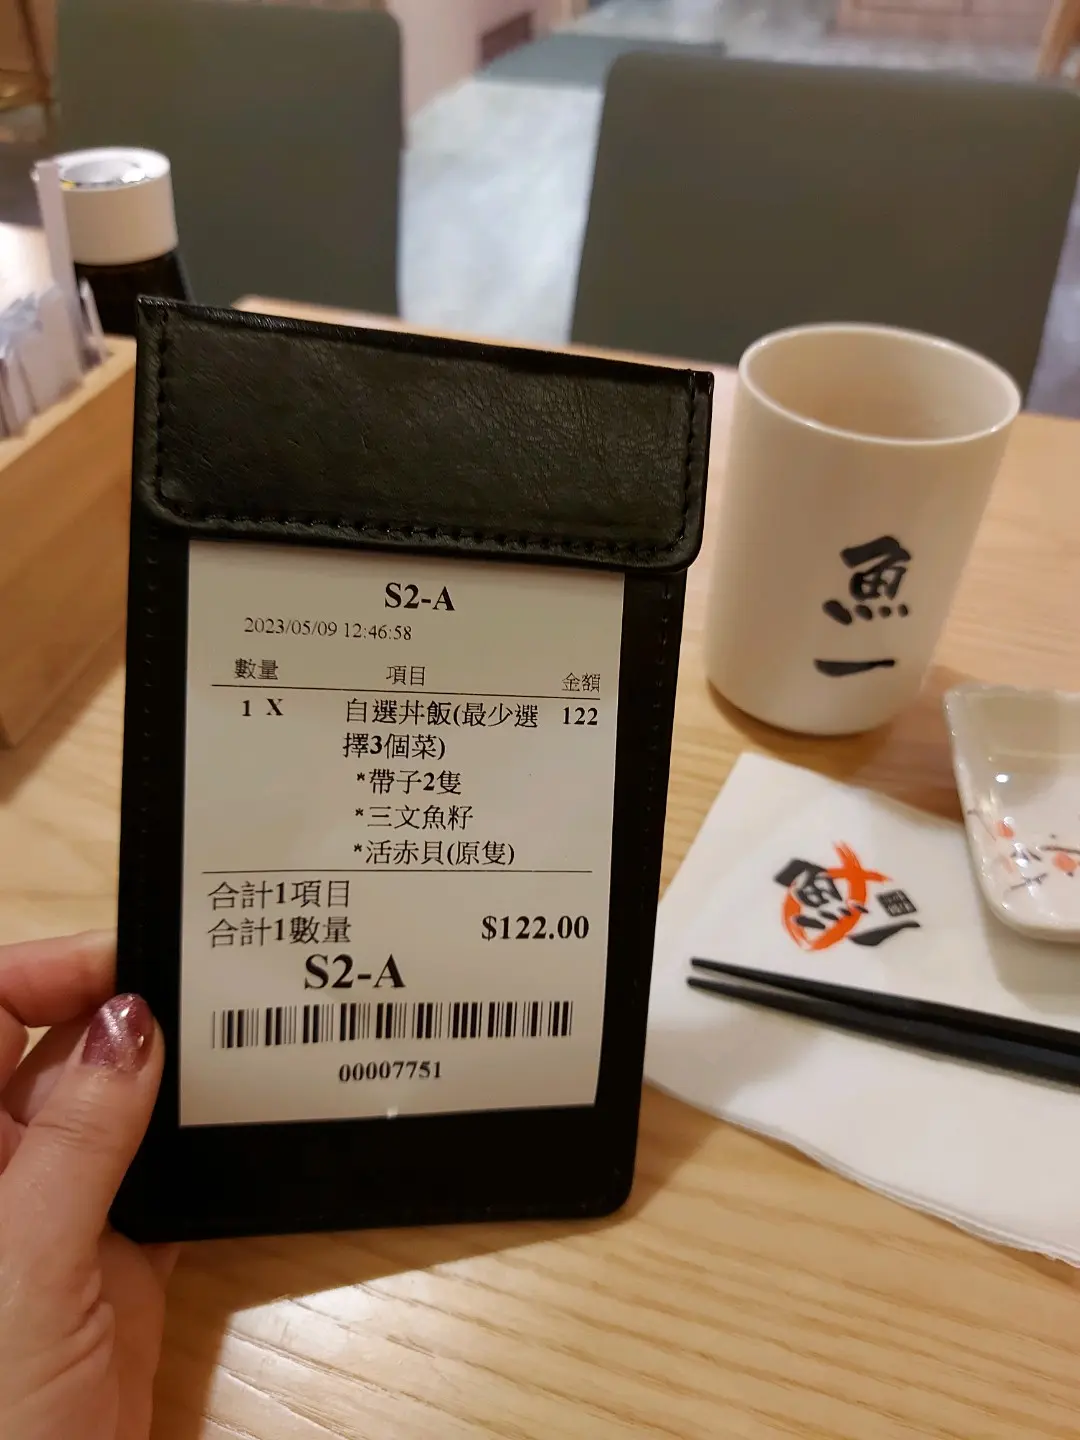 S2-A
2023/05/09 12:46:58
數量 項目 金額
1 X 自選丼飯(最少選 122
擇3個菜)
*帶子2隻
*三文魚籽
*活赤貝(原隻)
合計1項目
合計1數量 $122.00
S2-A
00007751
魚
一
魚
一